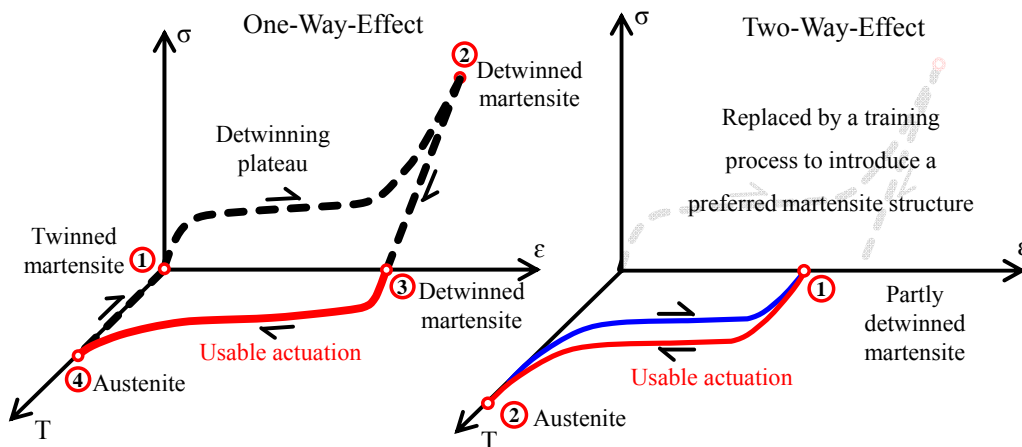 One-Way-Effect
σ
②
Detwinned
martensite
Detwinning
plateau
Twinned
martensite
①
ε
③
Detwinned
martensite
Usable actuation
④
Austenite
T
Two-Way-Effect
σ
Replaced by a training
process to introduce a
preferred martensite structure
ε
①
Partly
detwinned
martensite
Usable actuation
②
Austenite
T